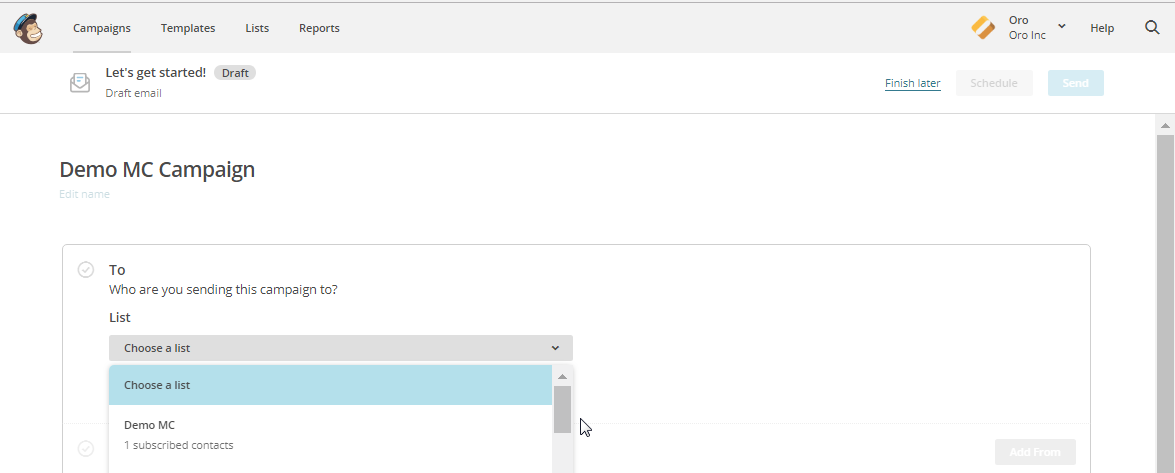 Campaigns Templates Lists Reports
Oro
Oro Inc
Help
Let's get started! Draft
Draft email
Finish later Schedule Send
Demo MC Campaign
Edit name
To
Who are you sending this campaign to?
List
Choose a list
Choose a list
Demo MC
1 subscribed contacts
Add From